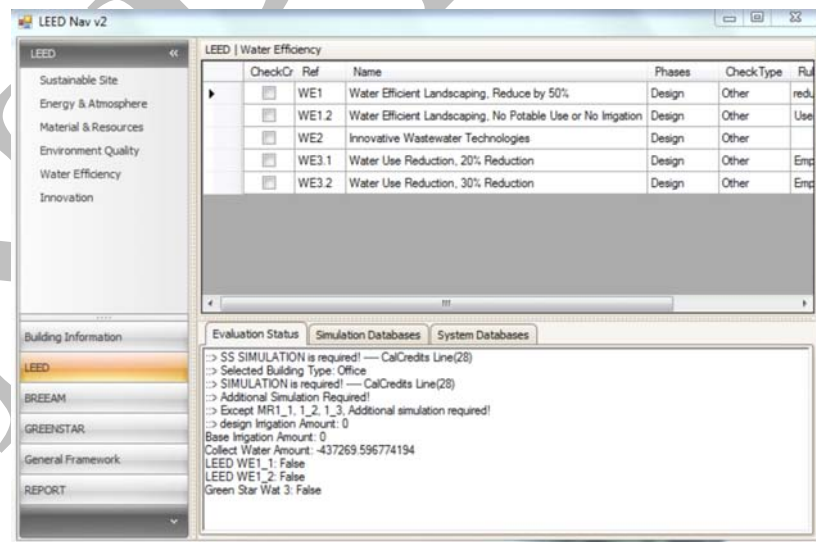 LEED Nav v2
LEED «
Sustainable Site
Energy & Atmosphere
Material & Resources
Environment Quality
Water Efficiency
Innovation
Building Information
LEED
BREEAM
GREENSTAR
General Framework
REPORT
LEED | Water Efficiency
CheckCr Ref Name Phases CheckType Rul
WE1 Water Efficient Landscaping, Reduce by 50% Design Other redu
WE1.2 Water Efficient Landscaping, No Potable Use or No Irrigation Design Other Use
WE2 Innovative Wastewater Technologies Design Other
WE3.1 Water Use Reduction, 20% Reduction Design Other Emp
WE3.2 Water Use Reduction, 30% Reduction Design Other Emp
Evaluation Status Simulation Databases System Databases
::> SS SIMULATION is required! ---- CalCredits Line(28)
::> Selected Building Type: Office
::> SIMULATION is required! ---- CalCredits Line(28)
::> Additional Simulation Required!
::> Except MR1_1, 1_2, 1_3, Additional simulation required!
::> design Irrigation Amount: 0
Base Irrigation Amount: 0
Collect Water Amount: -437269.596774194
LEED WE1_1: False
LEED WE1_2: False
Green Star Wat 3: False